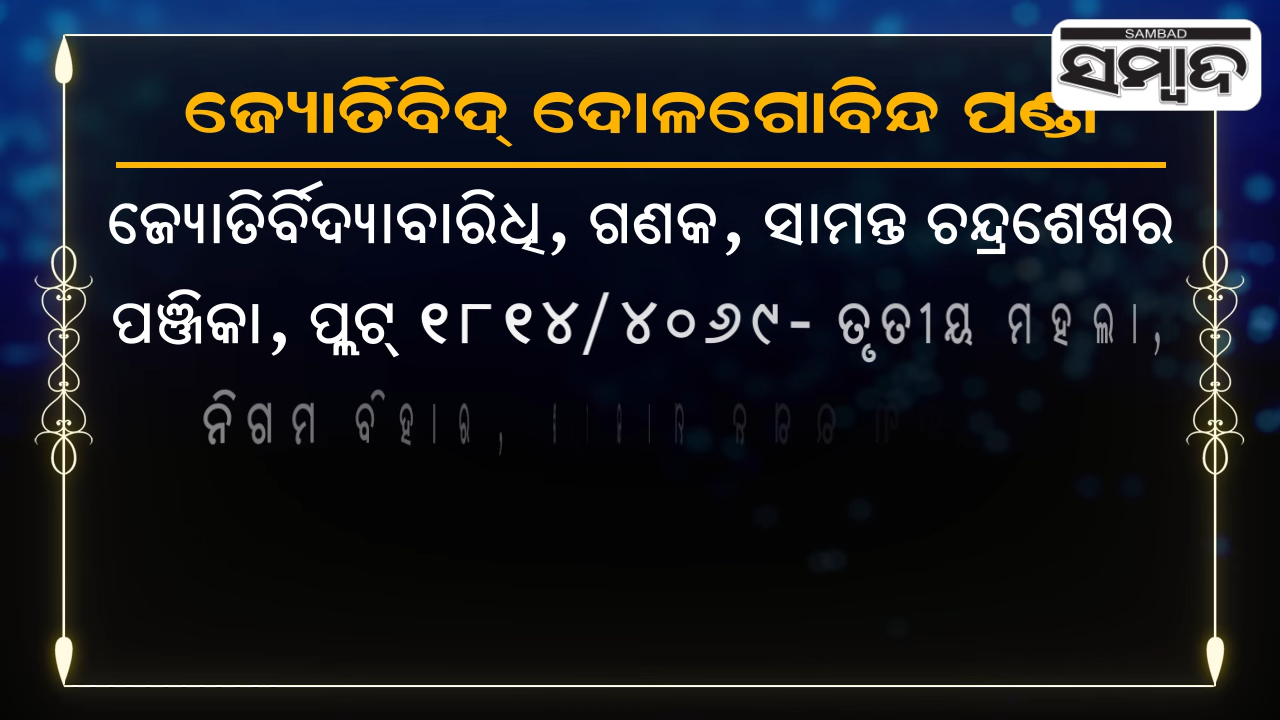 SAMBAD
ସମ୍ବାଦ
ଜ୍ୟୋର୍ତିବିଦ୍ ଦୋଳଗୋବିନ୍ଦ ପଣ୍ଡା
ଜ୍ୟୋତିର୍ବିଦ୍ୟାବାରିଧି, ଗଣକ, ସାମନ୍ତ ଚନ୍ଦ୍ରଶେଖର
ପଞ୍ଜିକା, ପ୍ଲଟ୍ ୧୮୧୪/୪୦୬୯- ତୃତୀୟ ମହଲା,
ନିଗମ ବିହାର,